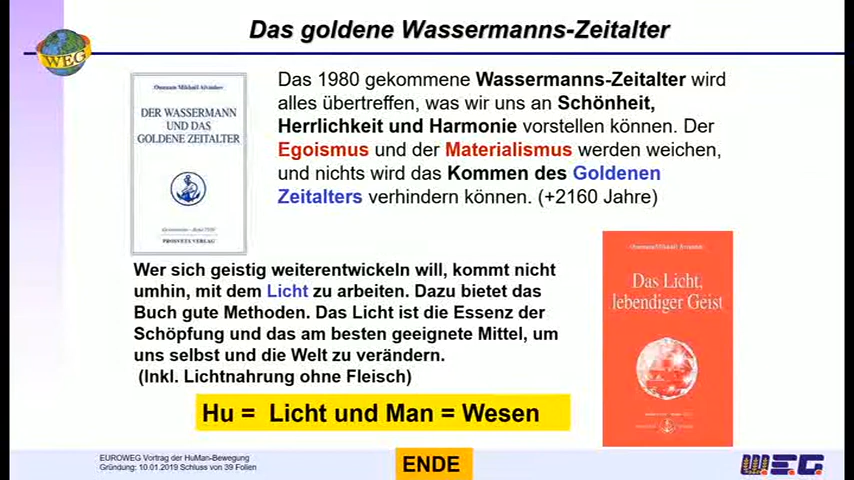 Das goldene Wassermanns-Zeitalter
WEG
Omraam Mikhaël Aïvanhov
DER WASSERMANN
UND DAS
GOLDENE ZEITALTER
PROSVETA VERLAG
Das 1980 gekommene Wassermanns-Zeitalter wird
alles übertreffen, was wir uns an Schönheit,
Herrlichkeit und Harmonie vorstellen können. Der
Egoismus und der Materialismus werden weichen,
und nichts wird das Kommen des Goldenen
Zeitalters verhindern können. (+2160 Jahre)
Wer sich geistig weiterentwickeln will, kommt nicht
umhin, mit dem Licht zu arbeiten. Dazu bietet das
Buch gute Methoden. Das Licht ist die Essenz der
Schöpfung und das am besten geeignete Mittel, um
uns selbst und die Welt zu verändern.
(Inkl. Lichtnahrung ohne Fleisch)
Omraam Mikhaël Aïvanhov
Das Licht,
lebendiger Geist
Hu = Licht und Man = Wesen
EUROWEG Vortrag der HuMan-Bewegung
Gründung: 10.01.2019 Schluss von 39 Folien
ENDE
W.E.G.